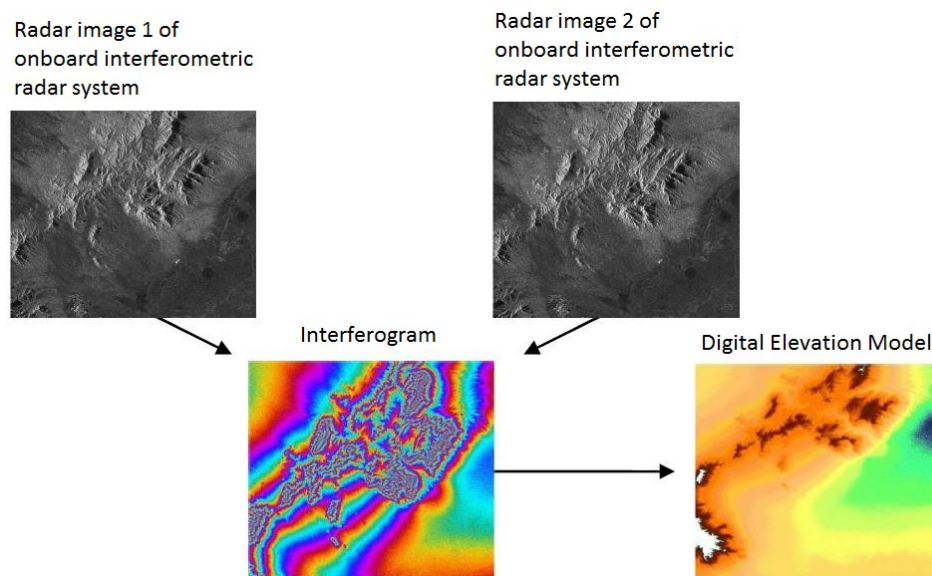 Radar image 1 of
onboard interferometric
radar system
Radar image 2 of
onboard interferometric
radar system
Interferogram
Digital Elevation Model